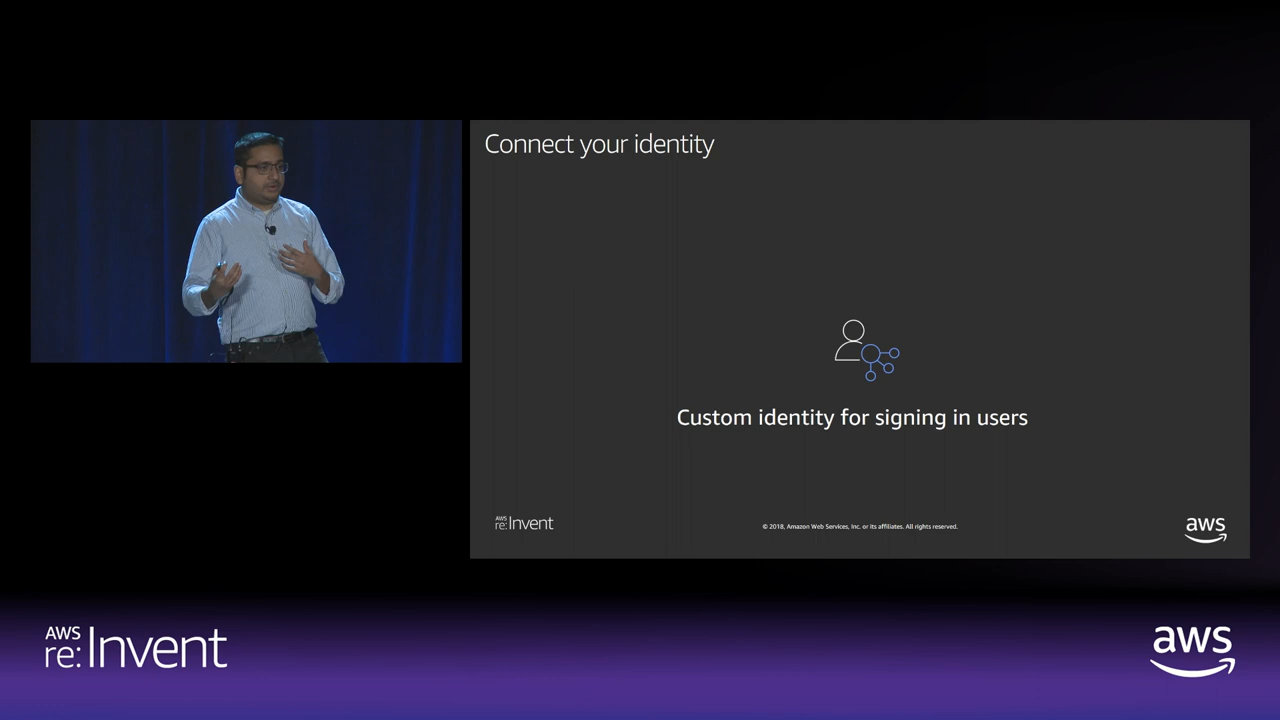 Connect your identity
Custom identity for signing in users
AWS
re:Invent
© 2018, Amazon Web Services, Inc. or its affiliates. All rights reserved.
aws
AWS
re:Invent
aws